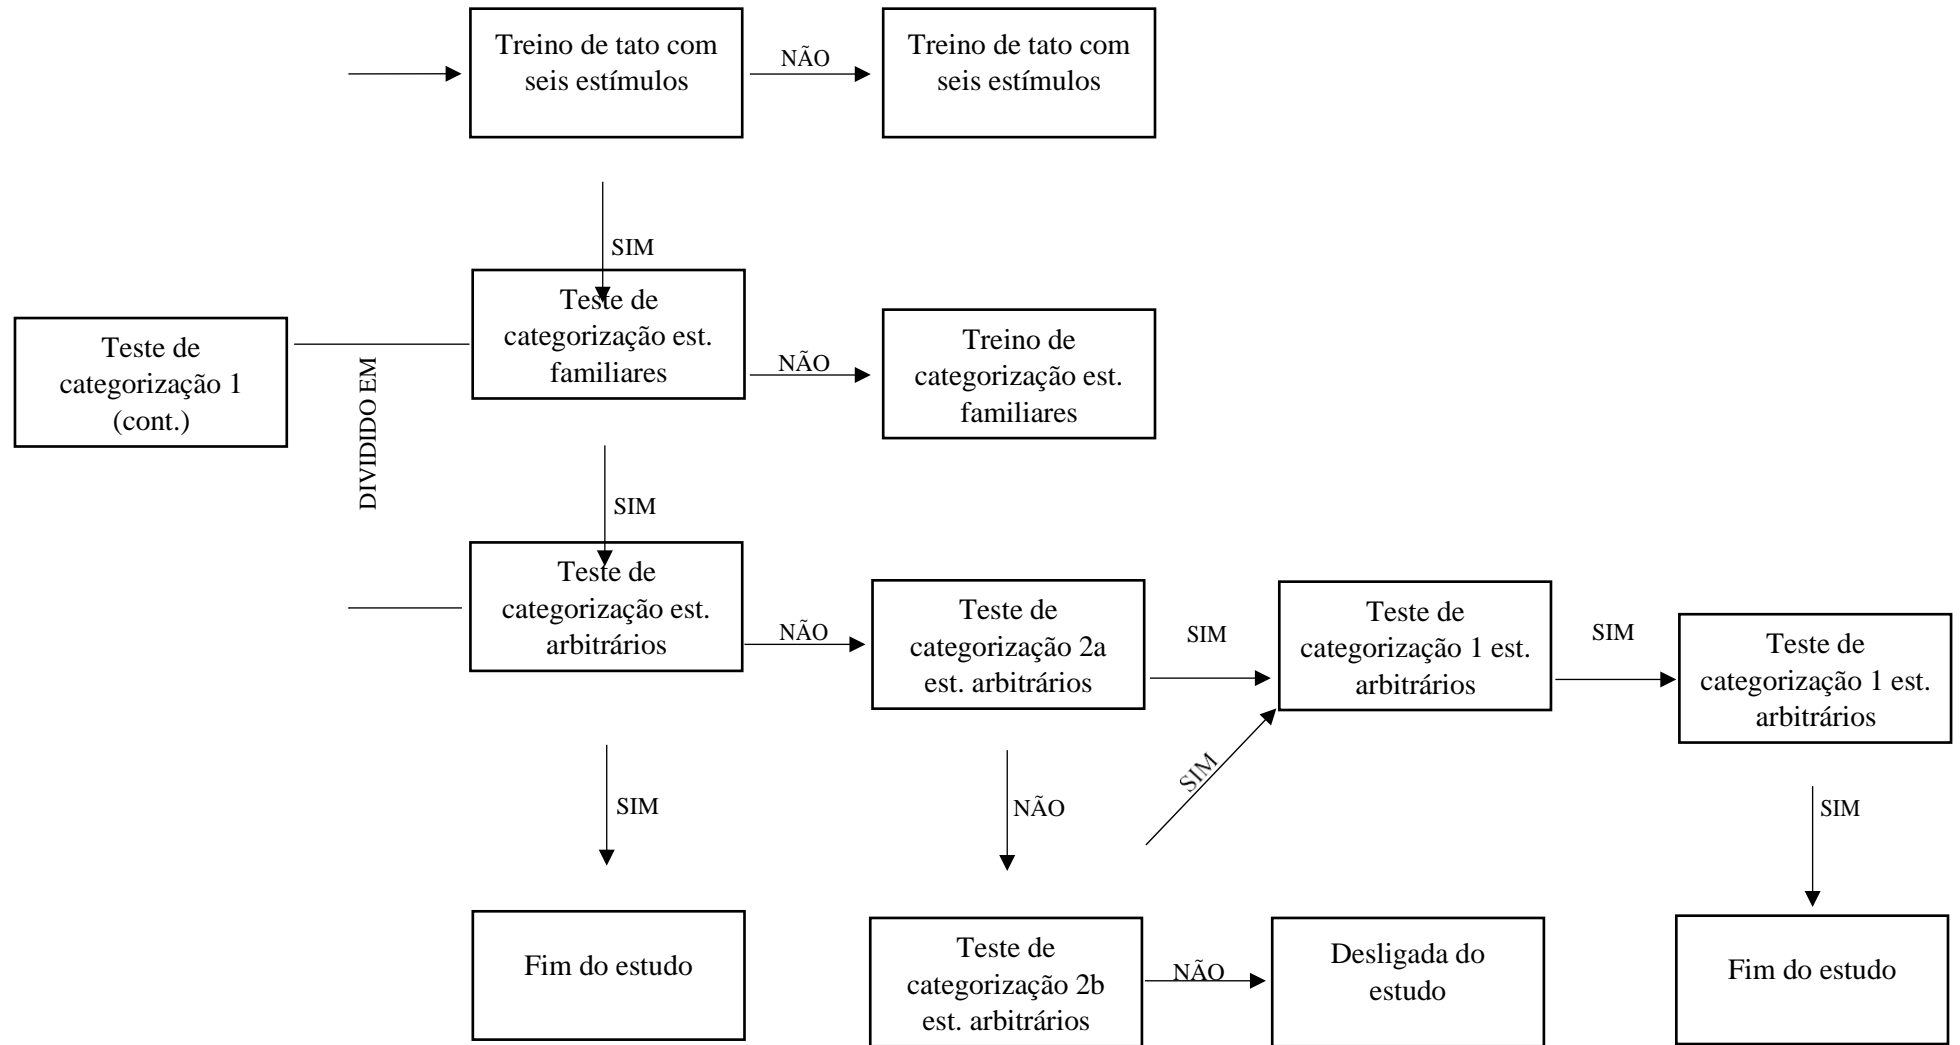 Treino de tato com
seis estímulos
NÃO
Treino de tato com
seis estímulos
SIM
Teste de
categorização 1
(cont.)
DIVIDIDO EM
Teste de
categorização est.
familiares
NÃO
Treino de
categorização est.
familiares
SIM
Teste de
categorização est.
arbitrários
NÃO
Teste de
categorização 2a
est. arbitrários
SIM
Teste de
categorização 1 est.
arbitrários
SIM
Teste de
categorização 1 est.
arbitrários
SIM
NÃO
SIM
SIM
Fim do estudo
Teste de
categorização 2b
est. arbitrários
NÃO
Desligada do
estudo
Fim do estudo